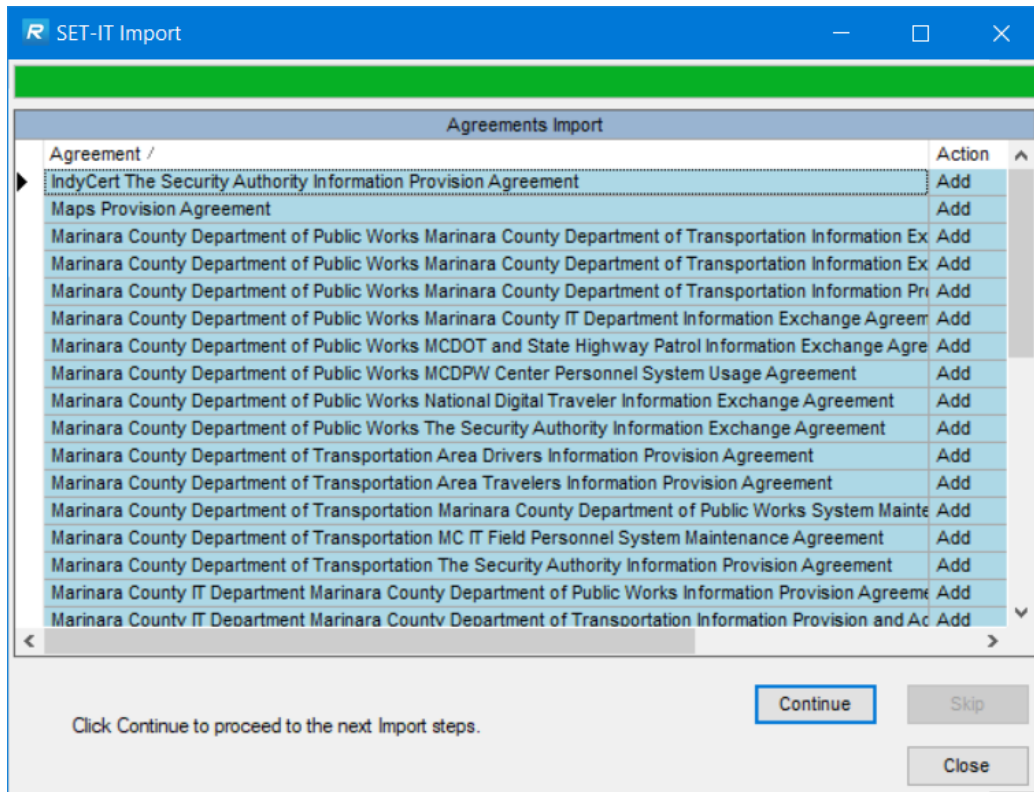 R SET-IT Import
Agreements Import
Agreement / Action
IndyCert The Security Authority Information Provision Agreement Add
Maps Provision Agreement Add
Marinara County Department of Public Works Marinara County Department of Transportation Information Ex Add
Marinara County Department of Public Works Marinara County Department of Transportation Information Ex Add
Marinara County Department of Public Works Marinara County Department of Transportation Information Pr Add
Marinara County Department of Public Works Marinara County IT Department Information Exchange Agreem Add
Marinara County Department of Public Works MCDOT and State Highway Patrol Information Exchange Agre Add
Marinara County Department of Public Works MCDPW Center Personnel System Usage Agreement Add
Marinara County Department of Public Works National Digital Traveler Information Exchange Agreement Add
Marinara County Department of Public Works The Security Authority Information Exchange Agreement Add
Marinara County Department of Transportation Area Drivers Information Provision Agreement Add
Marinara County Department of Transportation Area Travelers Information Provision Agreement Add
Marinara County Department of Transportation Marinara County Department of Public Works System Mainte Add
Marinara County Department of Transportation MC IT Field Personnel System Maintenance Agreement Add
Marinara County Department of Transportation The Security Authority Information Provision Agreement Add
Marinara County IT Department Marinara County Department of Public Works Information Provision Agreeme Add
Marinara County IT Department Marinara County Department of Transportation Information Provision and Ac Add
Continue Skip
Click Continue to proceed to the next Import steps.
Close